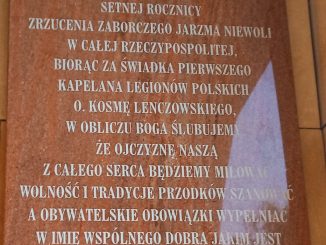 SETNEJ ROCZNICY
ZRZUCENIA ZABORCZEGO JARZMA NIEWOLI
W CAŁEJ RZECZYPOSPOLITEJ,
BIORĄC ZA ŚWIADKA PIERWSZEGO
KAPELANA LEGIONÓW POLSKICH
O. KOSMĘ LENCZOWSKIEGO,
W OBLICZU BOGA ŚLUBUJEMY,
ŻE OJCZYZNĘ NASZĄ
Z CAŁEGO SERCA BĘDZIEMY MIŁOWAĆ
WOLNOŚĆ I TRADYCJE PRZODKÓW SZANOWAĆ
A OBYWATELSKIE OBOWIĄZKI WYPEŁNIAĆ
W IMIĘ WSPÓLNEGO DOBRA JAKIM JEST